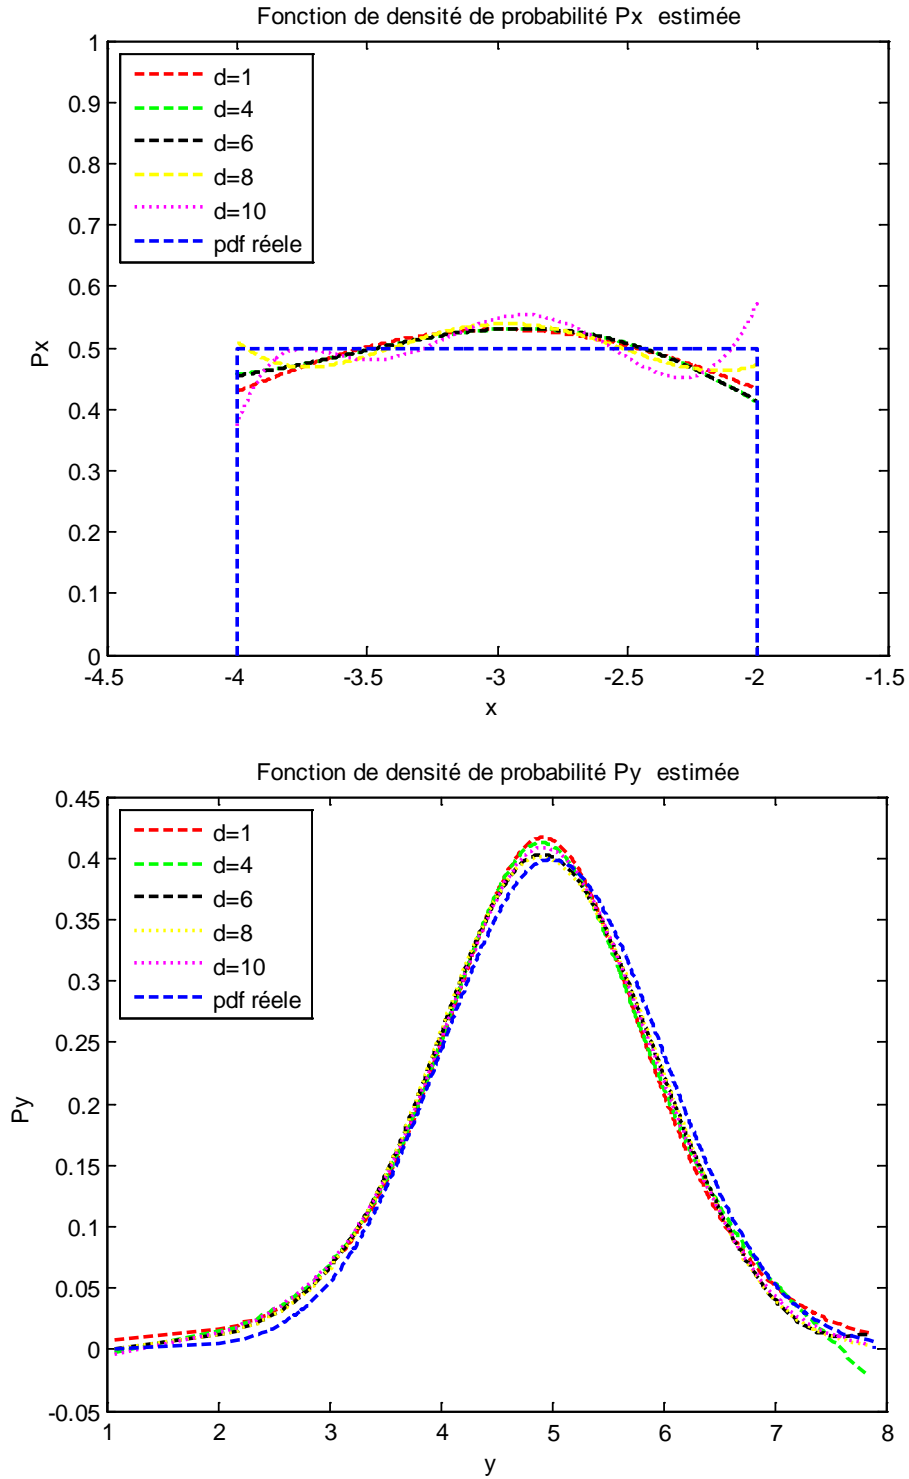 Fonction de densité de probabilité Px estimée
1
0.9
0.8
0.7
0.6
0.5
0.4
0.3
0.2
0.1
0
Px
d=1
d=4
d=6
d=8
d=10
pdf réele
-4.5 -4 -3.5 -3 -2.5 -2 -1.5
x
Fonction de densité de probabilité Py estimée
0.45
0.4
0.35
0.3
0.25
0.2
0.15
0.1
0.05
0
-0.05
Py
d=1
d=4
d=6
d=8
d=10
pdf réele
1 2 3 4 5 6 7 8
y